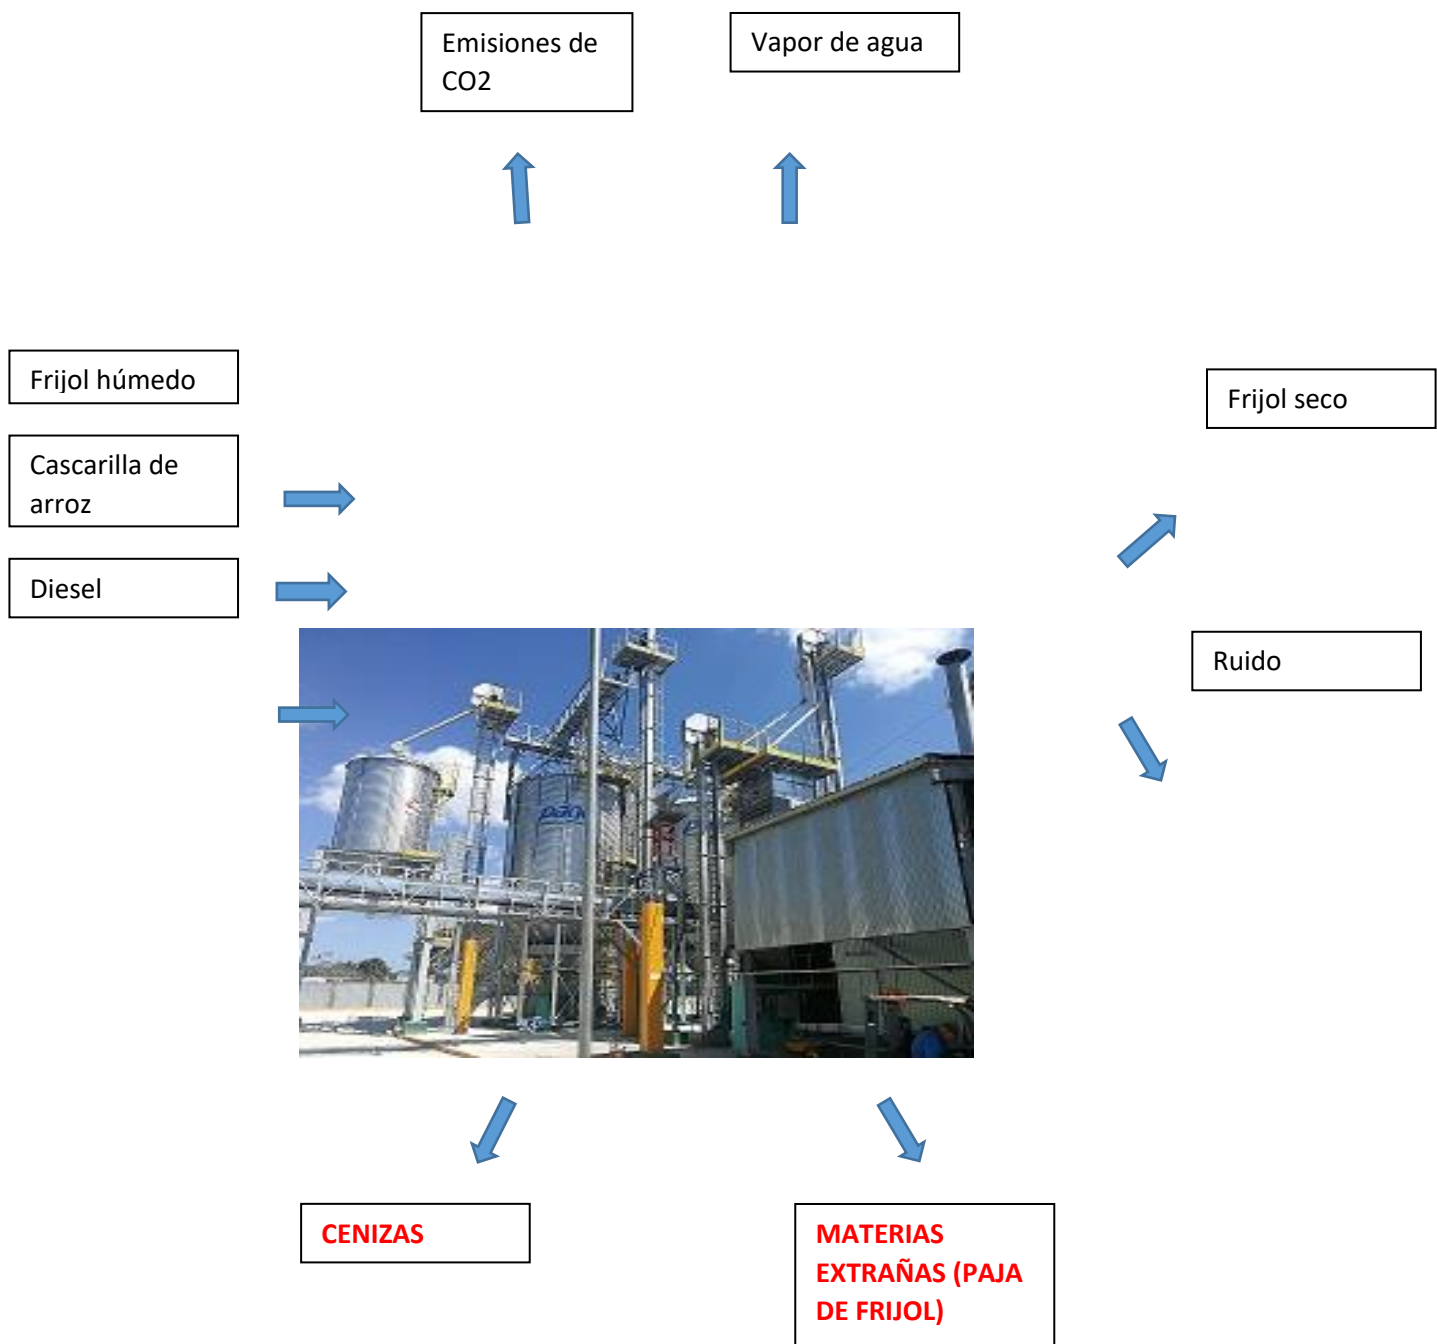 Emisiones de
CO2
Vapor de agua
Frijol húmedo
Frijol seco
Cascarilla de
arroz
Diesel
Ruido
CENIZAS
MATERIAS
EXTRAÑAS (PAJA
DE FRIJOL)